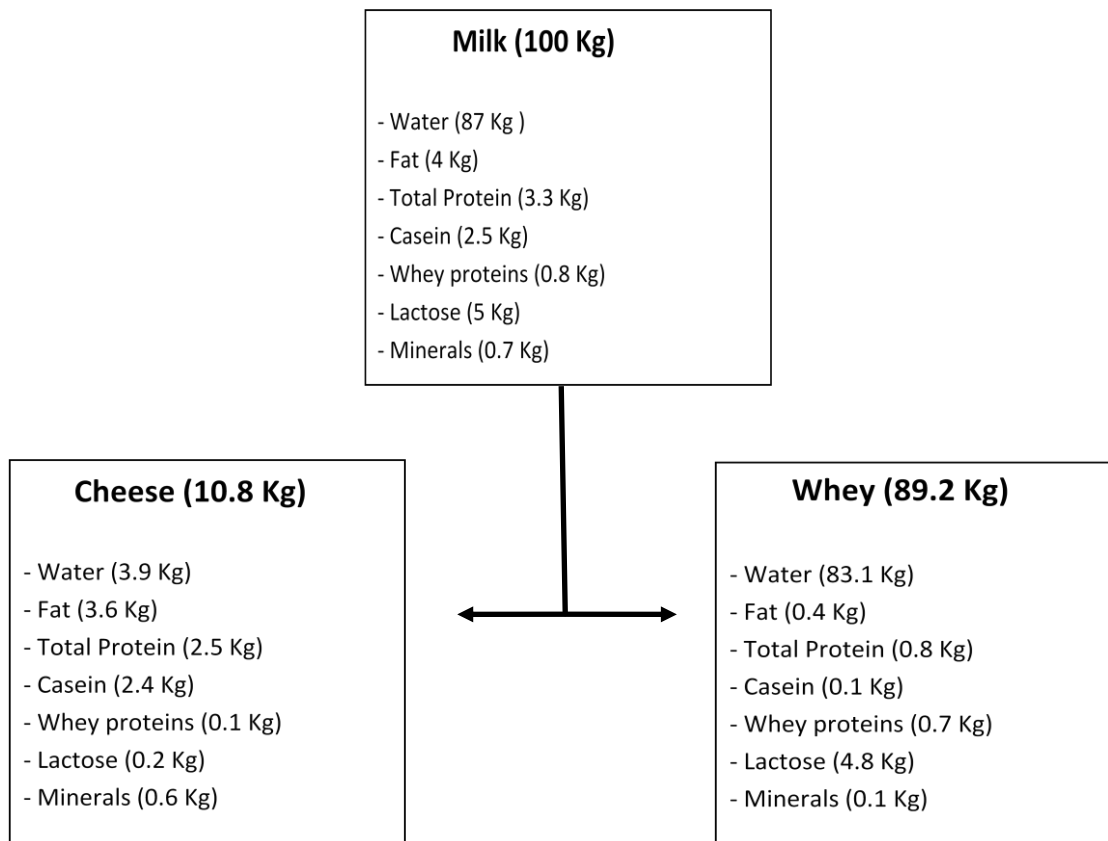 Milk (100 Kg)
- Water (87 Kg )
- Fat (4 Kg)
- Total Protein (3.3 Kg)
- Casein (2.5 Kg)
- Whey proteins (0.8 Kg)
- Lactose (5 Kg)
- Minerals (0.7 Kg)
Cheese (10.8 Kg)
- Water (3.9 Kg)
- Fat (3.6 Kg)
- Total Protein (2.5 Kg)
- Casein (2.4 Kg)
- Whey proteins (0.1 Kg)
- Lactose (0.2 Kg)
- Minerals (0.6 Kg)
Whey (89.2 Kg)
- Water (83.1 Kg)
- Fat (0.4 Kg)
- Total Protein (0.8 Kg)
- Casein (0.1 Kg)
- Whey proteins (0.7 Kg)
- Lactose (4.8 Kg)
- Minerals (0.1 Kg)